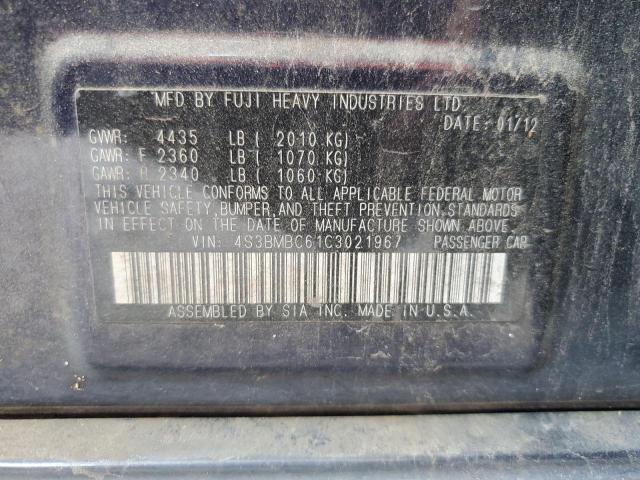 MFD BY FUJI HEAVY INDUSTRIES LTD.
DATE: 01/12
GVWR: 4435 LB ( 2010 KG)
GAWR: F 2360 LB ( 1070 KG)
GAWR: R 2340 LB ( 1060 KG)
THIS VEHICLE CONFORMS TO ALL APPLICABLE FEDERAL MOTOR
VEHICLE SAFETY, BUMPER, AND THEFT PREVENTION STANDARDS
IN EFFECT ON THE DATE OF MANUFACTURE SHOWN ABOVE
VIN: 4S3BMBC61C3021967 PASSENGER CAR
ASSEMBLED BY SIA INC. MADE IN U.S.A.